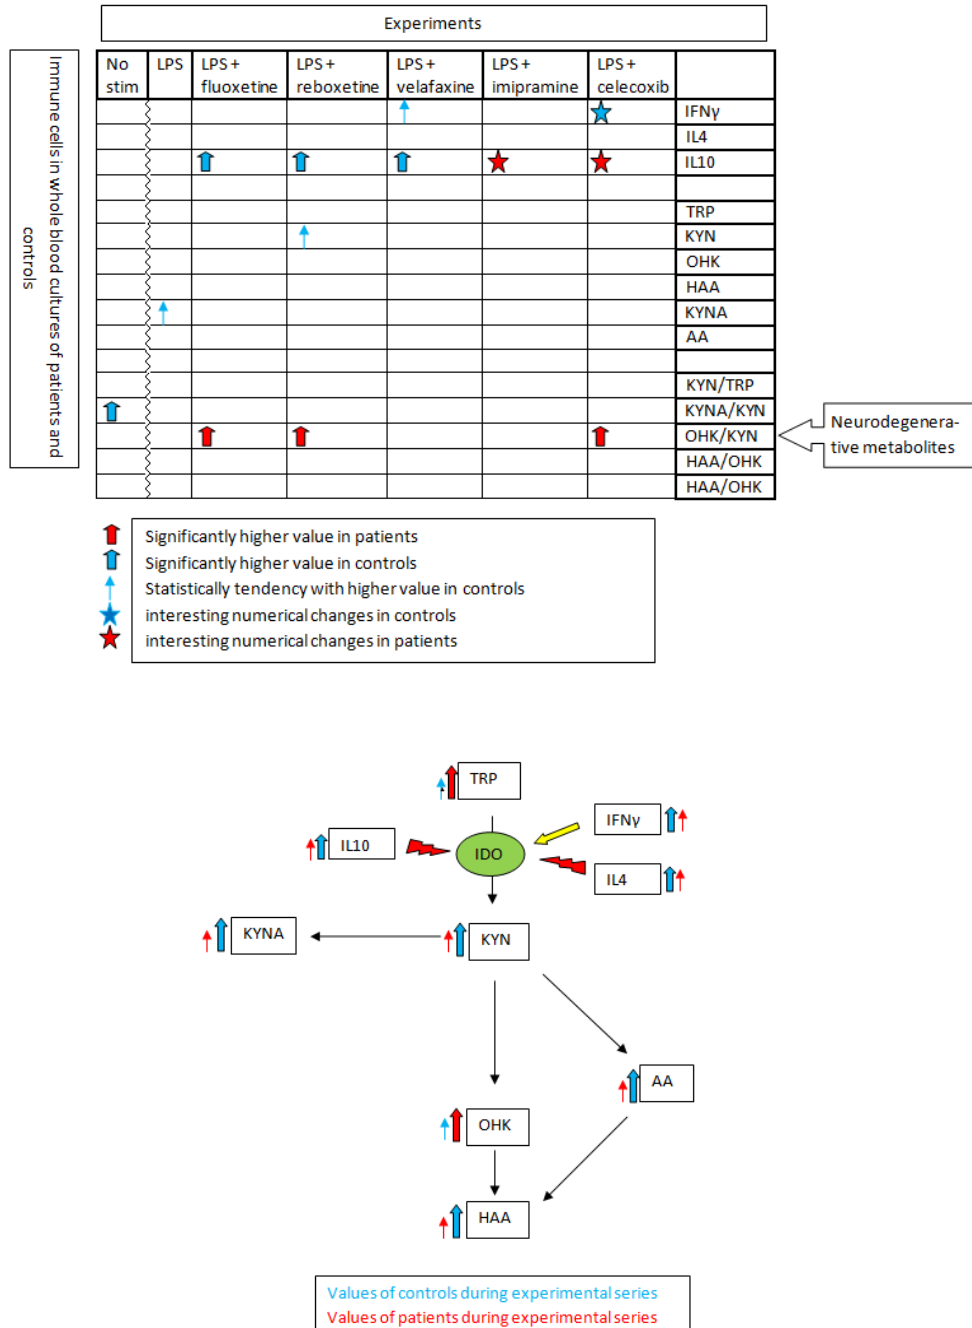 Experiments
Immune cells in whole blood cultures of patients and
controls
No
stim
LPS
LPS +
fluoxetine
LPS +
reboxetine
LPS +
velafaxine
LPS +
imipramine
LPS +
celecoxib
IFNγ
IL4
IL10
TRP
KYN
OHK
HAA
KYNA
AA
KYN/TRP
KYNA/KYN
OHK/KYN
HAA/OHK
HAA/OHK
Neurodegenera-
tive metabolites
Significantly higher value in patients
Significantly higher value in controls
Statistically tendency with higher value in controls
interesting numerical changes in controls
interesting numerical changes in patients
TRP
IFNγ
IL10
IDO
IL4
KYNA
KYN
AA
OHK
HAA
Values of controls during experimental series
Values of patients during experimental series